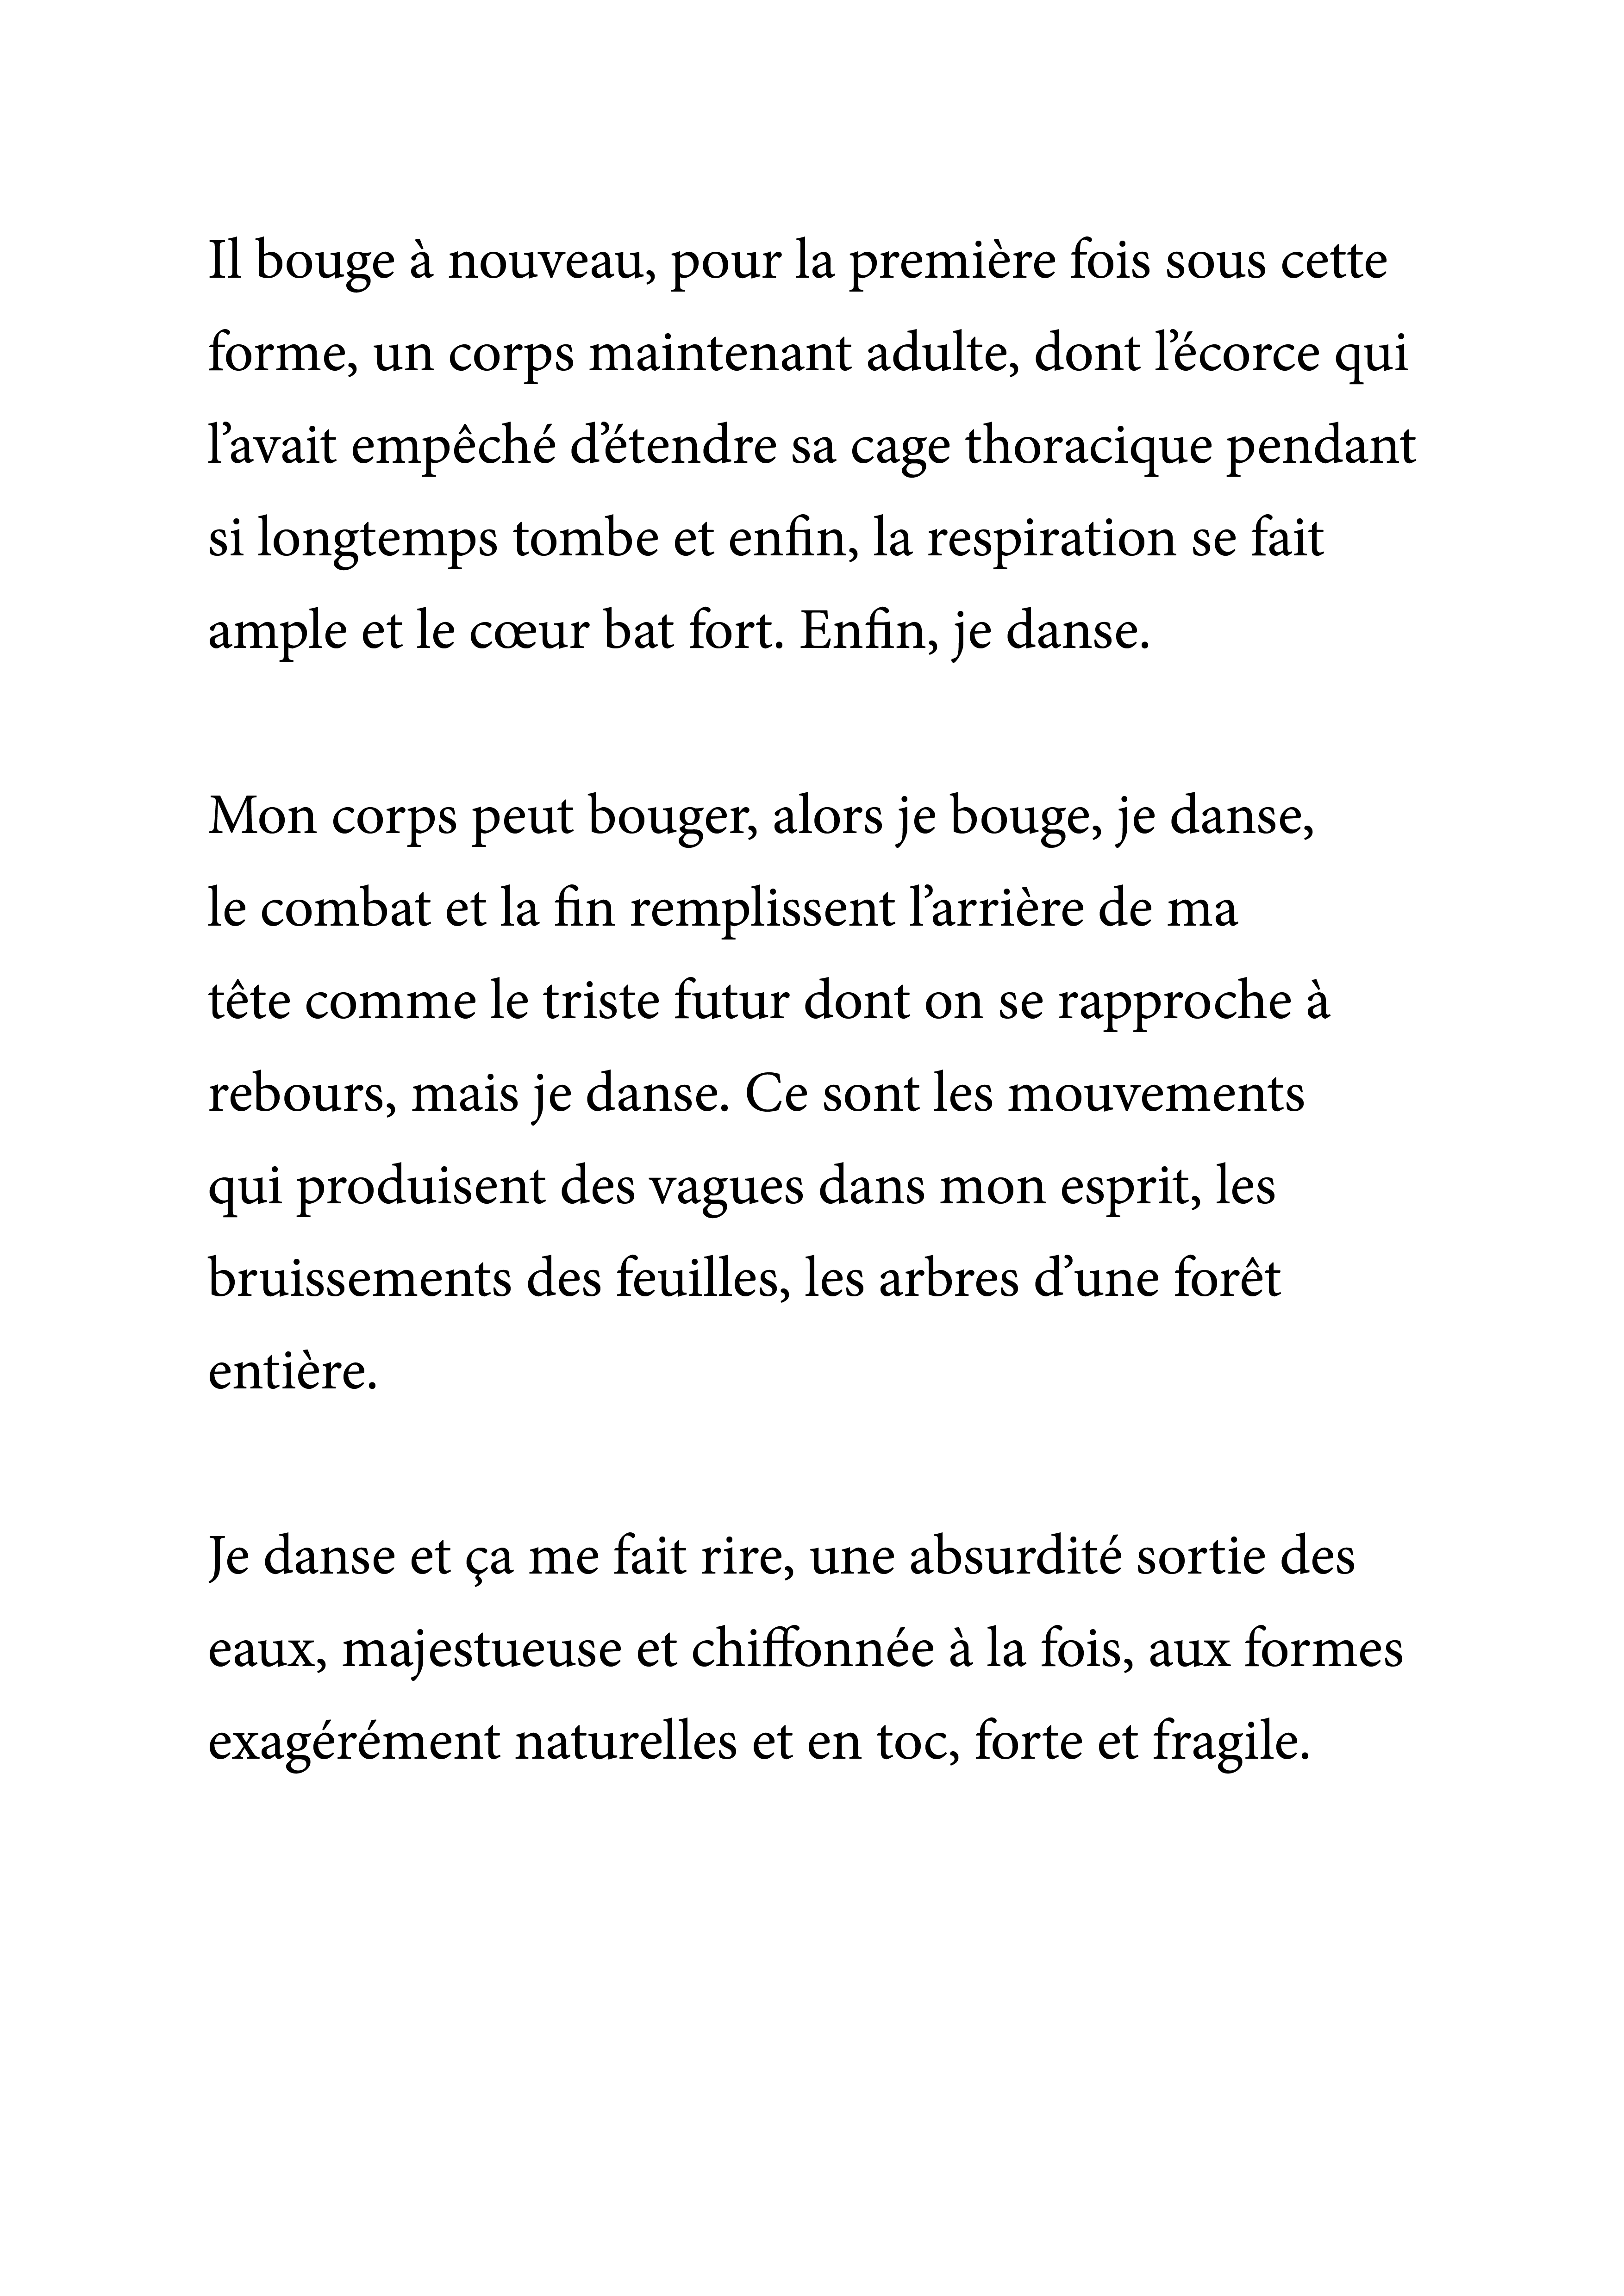 Il bouge à nouveau, pour la première fois sous cette
forme, un corps maintenant adulte, dont l’écorce qui
l’avait empêché d’étendre sa cage thoracique pendant
si longtemps tombe et enfin, la respiration se fait
ample et le cœur bat fort. Enfin, je danse.

Mon corps peut bouger, alors je bouge, je danse,
le combat et la fin remplissent l’arrière de ma
tête comme le triste futur dont on se rapproche à
rebours, mais je danse. Ce sont les mouvements
qui produisent des vagues dans mon esprit, les
bruissements des feuilles, les arbres d’une forêt
entière.

Je danse et ça me fait rire, une absurdité sortie des
eaux, majestueuse et chiffonnée à la fois, aux formes
exagérément naturelles et en toc, forte et fragile.